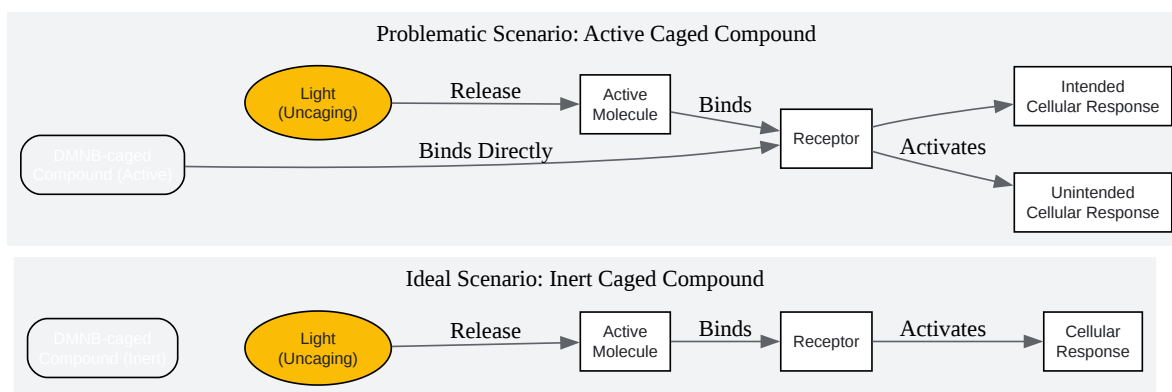 Problematic Scenario: Active Caged Compound
Light
(Uncaging)
Release
Active
Molecule
Binds
Receptor
Intended
Cellular Response
DMNB-caged
Compound (Active)
Binds Directly
Activates
Unintended
Cellular Response
Ideal Scenario: Inert Caged Compound
DMNB-caged
Compound (Inert)
Light
(Uncaging)
Release
Active
Molecule
Binds
Receptor
Activates
Cellular
Response